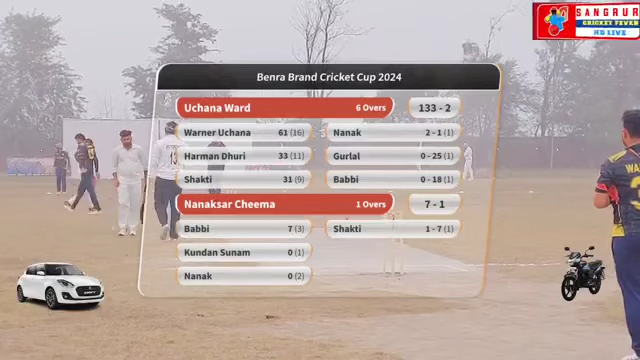 SANGRUR
CRICKET FEVER
HD LIVE
Benra Brand Cricket Cup 2024
Uchana Ward 6 Overs 133 - 2
Warner Uchana 61 (16) Nanak 2 - 1 (1)
Harman Dhuri 33 (11) Gurlal 0 - 25 (1)
Shakti 31 (9) Babbi 0 - 18 (1)
Nanaksar Cheema 1 Overs 7 - 1
Babbi 7 (3) Shakti 1 - 7 (1)
Kundan Sunam 0 (1)
Nanak 0 (2)
WA